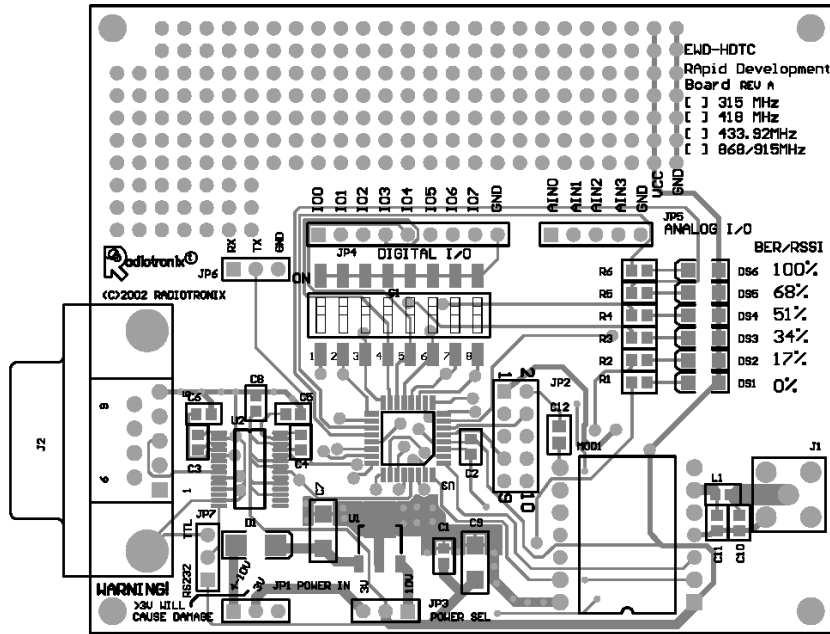 EWD-HDTC
RApid Development
Board REV A
[ ] 315 MHz
[ ] 418 MHz
[ ] 433.92MHz
[ ] 868/915MHz
VCC
GND
IO0
IO1
IO2
IO3
IO4
IO5
IO6
IO7
GND
AIN0
AIN1
AIN2
AIN3
GND
JP5
ANALOG I/O
JP4
DIGITAL I/O
RX
TX
GND
JP6
Radiotronix©
(C)2002 RADIOTRONIX
ON
S1
1 2 3 4 5 6 7 8
BER/RSSI
R6
DS6 100%
R5
DS5 68%
R4
DS4 51%
R3
DS3 34%
R2
DS2 17%
R1
DS1 0%
J2
9
6
1
C6
C8
C5
U2
C3
C4
1
2
JP2
9
10
C12
C2
U3
MOD1
J1
L1
C11
C10
C7
U1
C1
C9
D1
JP7
TTL
RS232
4-10V
3V
JP1 POWER IN
3V
10V
JP3
POWER SEL
WARNING!
>3V WILL
CAUSE DAMAGE